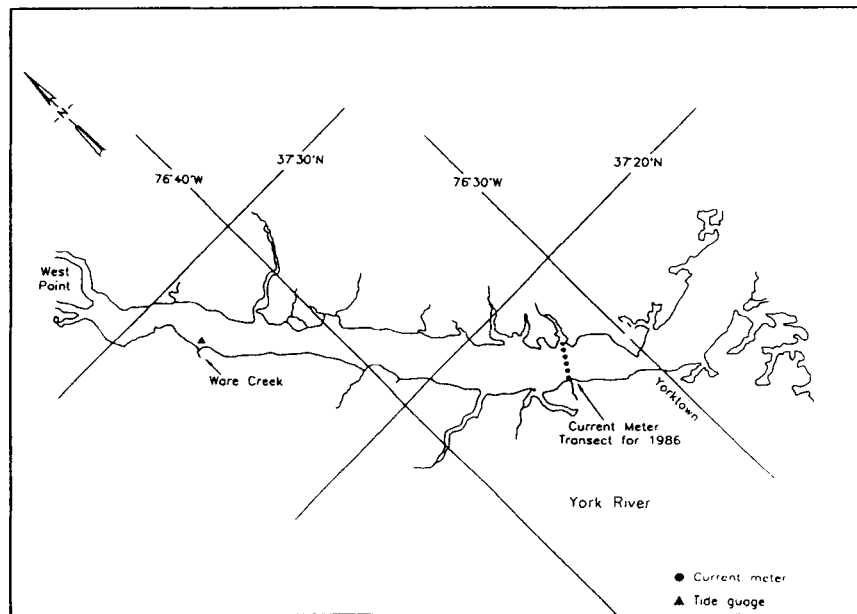 N
37°30'N
37°20'N
76°40'W
76°30'W
West
Point
Ware Creek
Yorktown
Current Meter
Transect for 1986
York River
● Current meter
▲ Tide guage